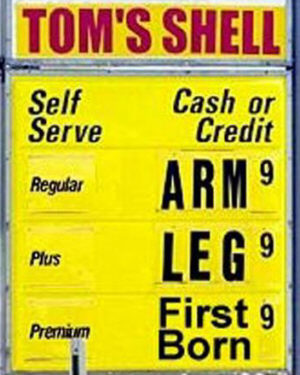 TOM'S SHELL
Self Serve Cash or Credit
Regular ARM 9
Plus LEG 9
Premium First Born 9